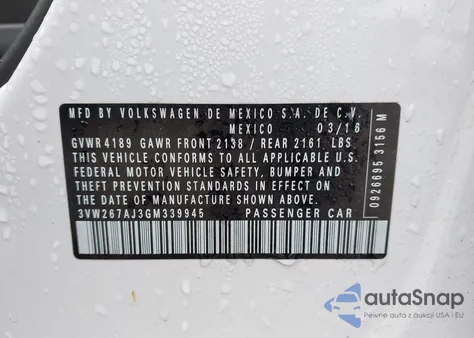 MFD BY VOLKSWAGEN DE MEXICO S.A. DE C.V.
MEXICO 03/16
GVWR 4189 GAWR FRONT 2138 / REAR 2161 LBS
THIS VEHICLE CONFORMS TO ALL APPLICABLE U.S.
FEDERAL MOTOR VEHICLE SAFETY, BUMPER, AND
THEFT PREVENTION STANDARDS IN EFFECT ON THE
DATE OF MANUFACTURE SHOWN ABOVE.
3VW267AJ3GM339945 PASSENGER CAR
0926695 3156 M
autoSnap
Pewne auta z aukcji USA i EU